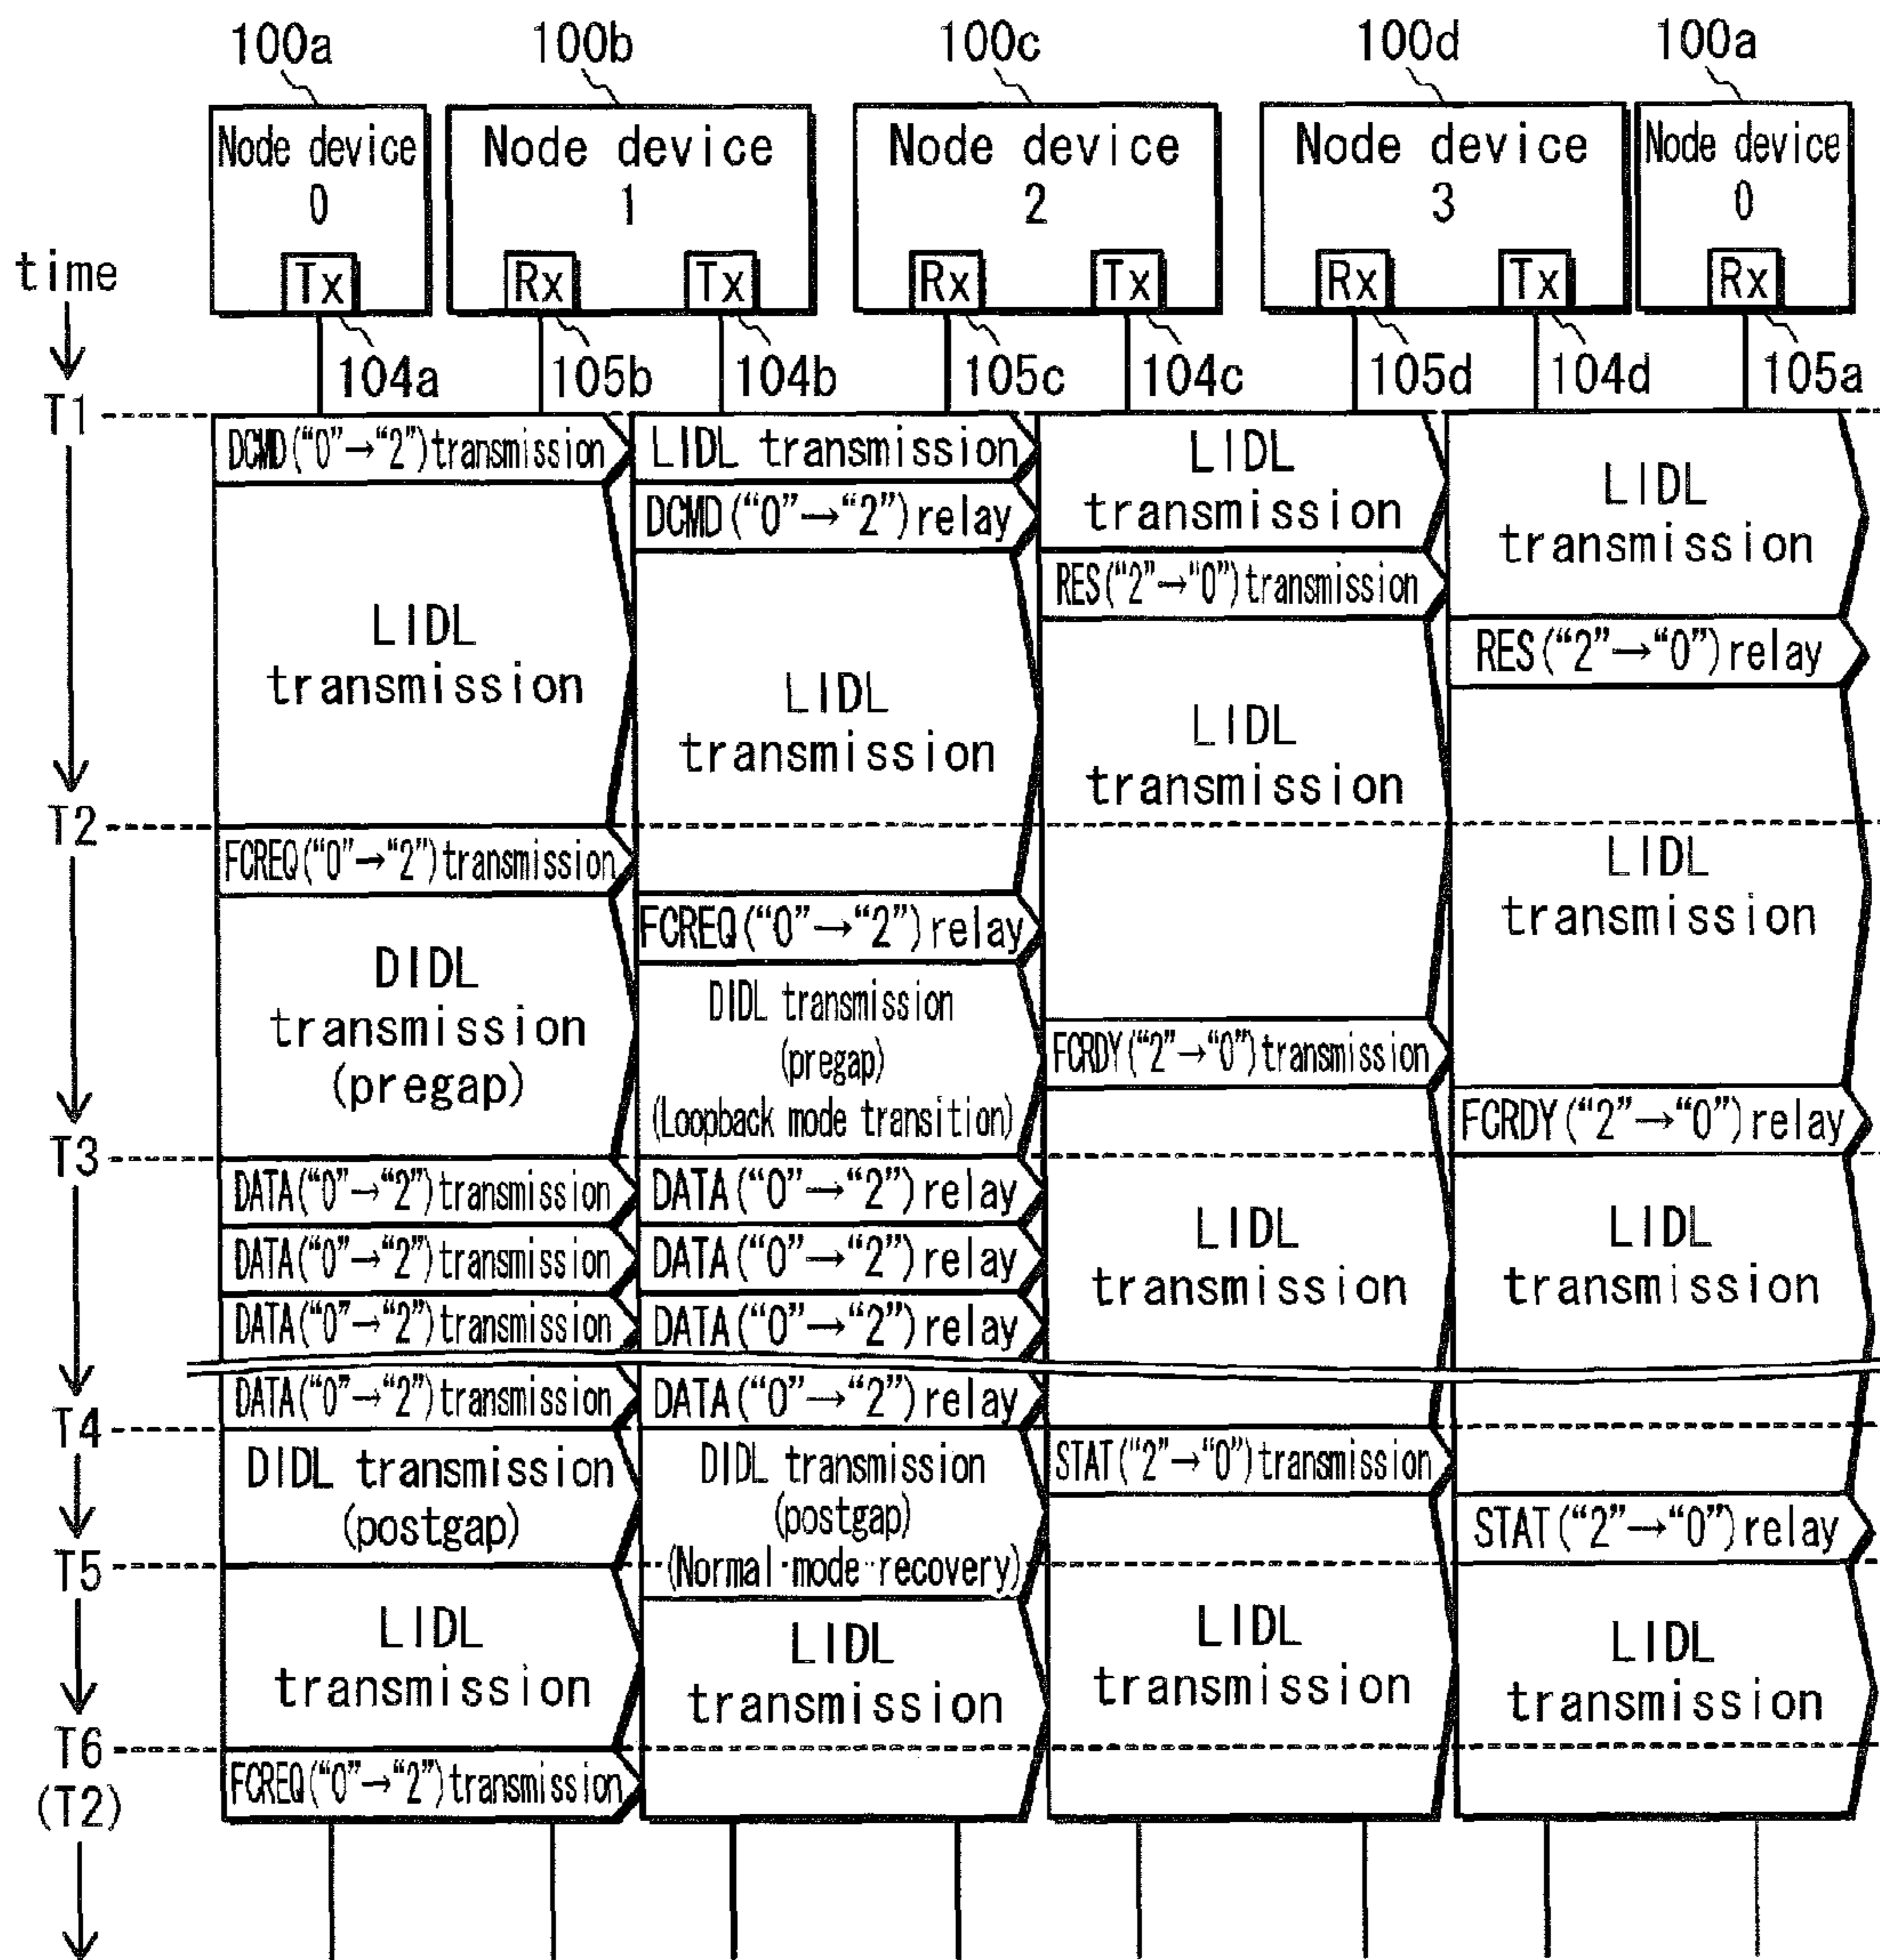 100a 100b 100c 100d 100a
Node device 0
Node device 1
Node device 2
Node device 3
Node device 0
time
Tx Rx Tx Rx Tx Rx Tx Rx
104a 105b 104b 105c 104c 105d 104d 105a
T1
DCMD(“0”→“2”)transmission
LIDL transmission
T2
FCREQ(“0”→“2”)transmission
DIDL transmission (pregap)
T3
DATA(“0”→“2”)transmission
DATA(“0”→“2”)transmission
DATA(“0”→“2”)transmission
DATA(“0”→“2”)transmission
T4
DIDL transmission
(postgap)
T5
LIDL transmission
T6
(T2)
FCREQ(“0”→“2”)transmission
LIDL transmission
DCMD(“0”→“2”)relay
LIDL transmission
FCREQ(“0”→“2”)relay
DIDL transmission
(pregap)
(Loopback mode transition)
DATA(“0”→“2”)relay
DATA(“0”→“2”)relay
DATA(“0”→“2”)relay
DATA(“0”→“2”)relay
DIDL transmission
(postgap)
(Normal mode recovery)
LIDL transmission
LIDL transmission
RES(“2”→“0”)transmission
LIDL transmission
FCRDY(“2”→“0”)transmission
LIDL transmission
STAT(“2”→“0”)transmission
LIDL transmission
LIDL transmission
RES(“2”→“0”)relay
LIDL transmission
FCRDY(“2”→“0”)relay
LIDL transmission
STAT(“2”→“0”)relay
LIDL transmission